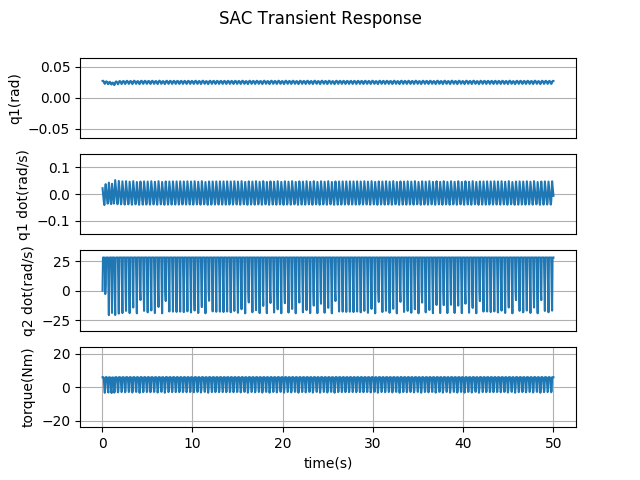 SAC Transient Response
q1(rad)
0.05
0.00
−0.05
q1 dot(rad/s)
0.1
0.0
−0.1
q2 dot(rad/s)
25
0
−25
torque(Nm)
20
0
−20
0 10 20 30 40 50
time(s)